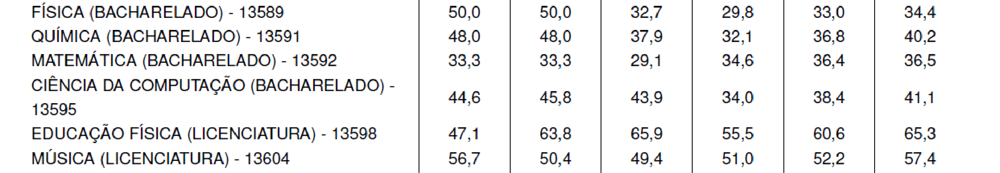 FÍSICA (BACHARELADO) - 13589 50,0 50,0 32,7 29,8 33,0 34,4
QUÍMICA (BACHARELADO) - 13591 48,0 48,0 37,9 32,1 36,8 40,2
MATEMÁTICA (BACHARELADO) - 13592 33,3 33,3 29,1 34,6 36,4 36,5
CIÊNCIA DA COMPUTAÇÃO (BACHARELADO) -
13595 44,6 45,8 43,9 34,0 38,4 41,1
EDUCAÇÃO FÍSICA (LICENCIATURA) - 13598 47,1 63,8 65,9 55,5 60,6 65,3
MÚSICA (LICENCIATURA) - 13604 56,7 50,4 49,4 51,0 52,2 57,4